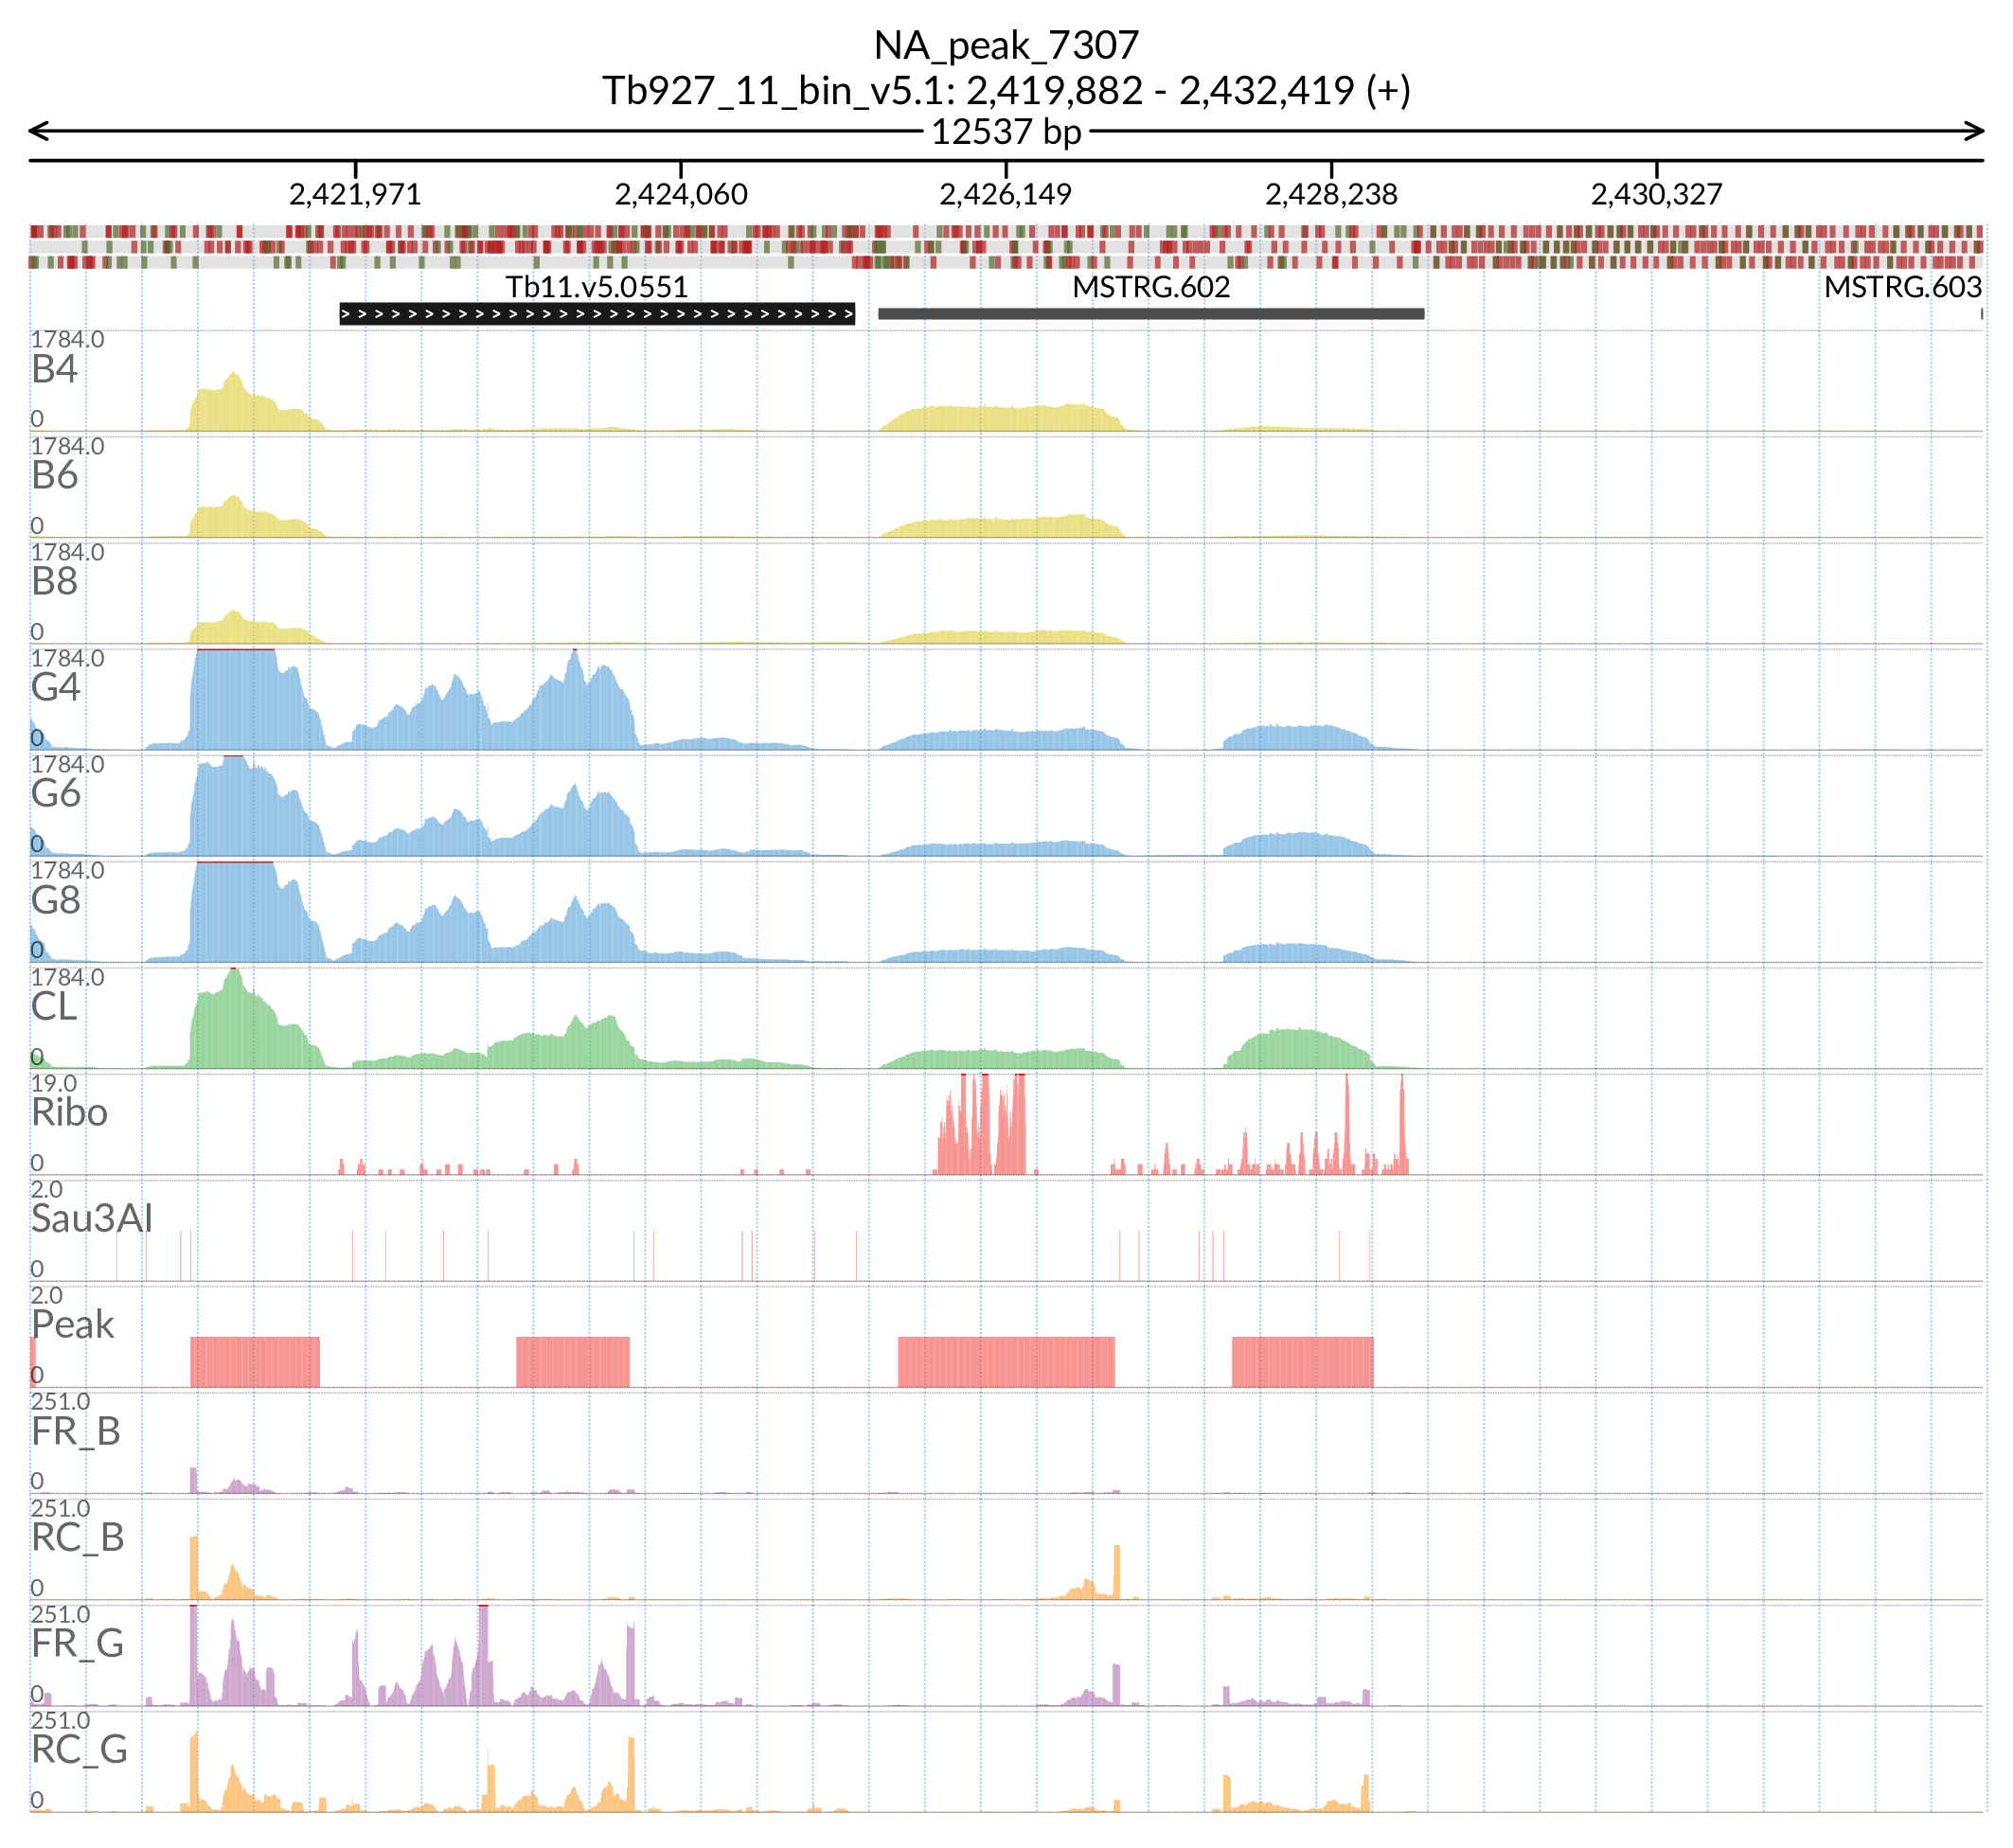 NA_peak_7307
Tb927_11_bin_v5.1: 2,419,882 - 2,432,419 (+)
12537 bp
2,421,971 2,424,060 2,426,149 2,428,238 2,430,327
Tb11.v5.0551 MSTRG.602 MSTRG.603
1784.0
B4
0
1784.0
B6
0
1784.0
B8
0
1784.0
G4
0
1784.0
G6
0
1784.0
G8
0
1784.0
CL
0
19.0
Ribo
0
2.0
Sau3AI
0
2.0
Peak
0
251.0
FR_B
0
251.0
RC_B
0
251.0
FR_G
0
251.0
RC_G
0